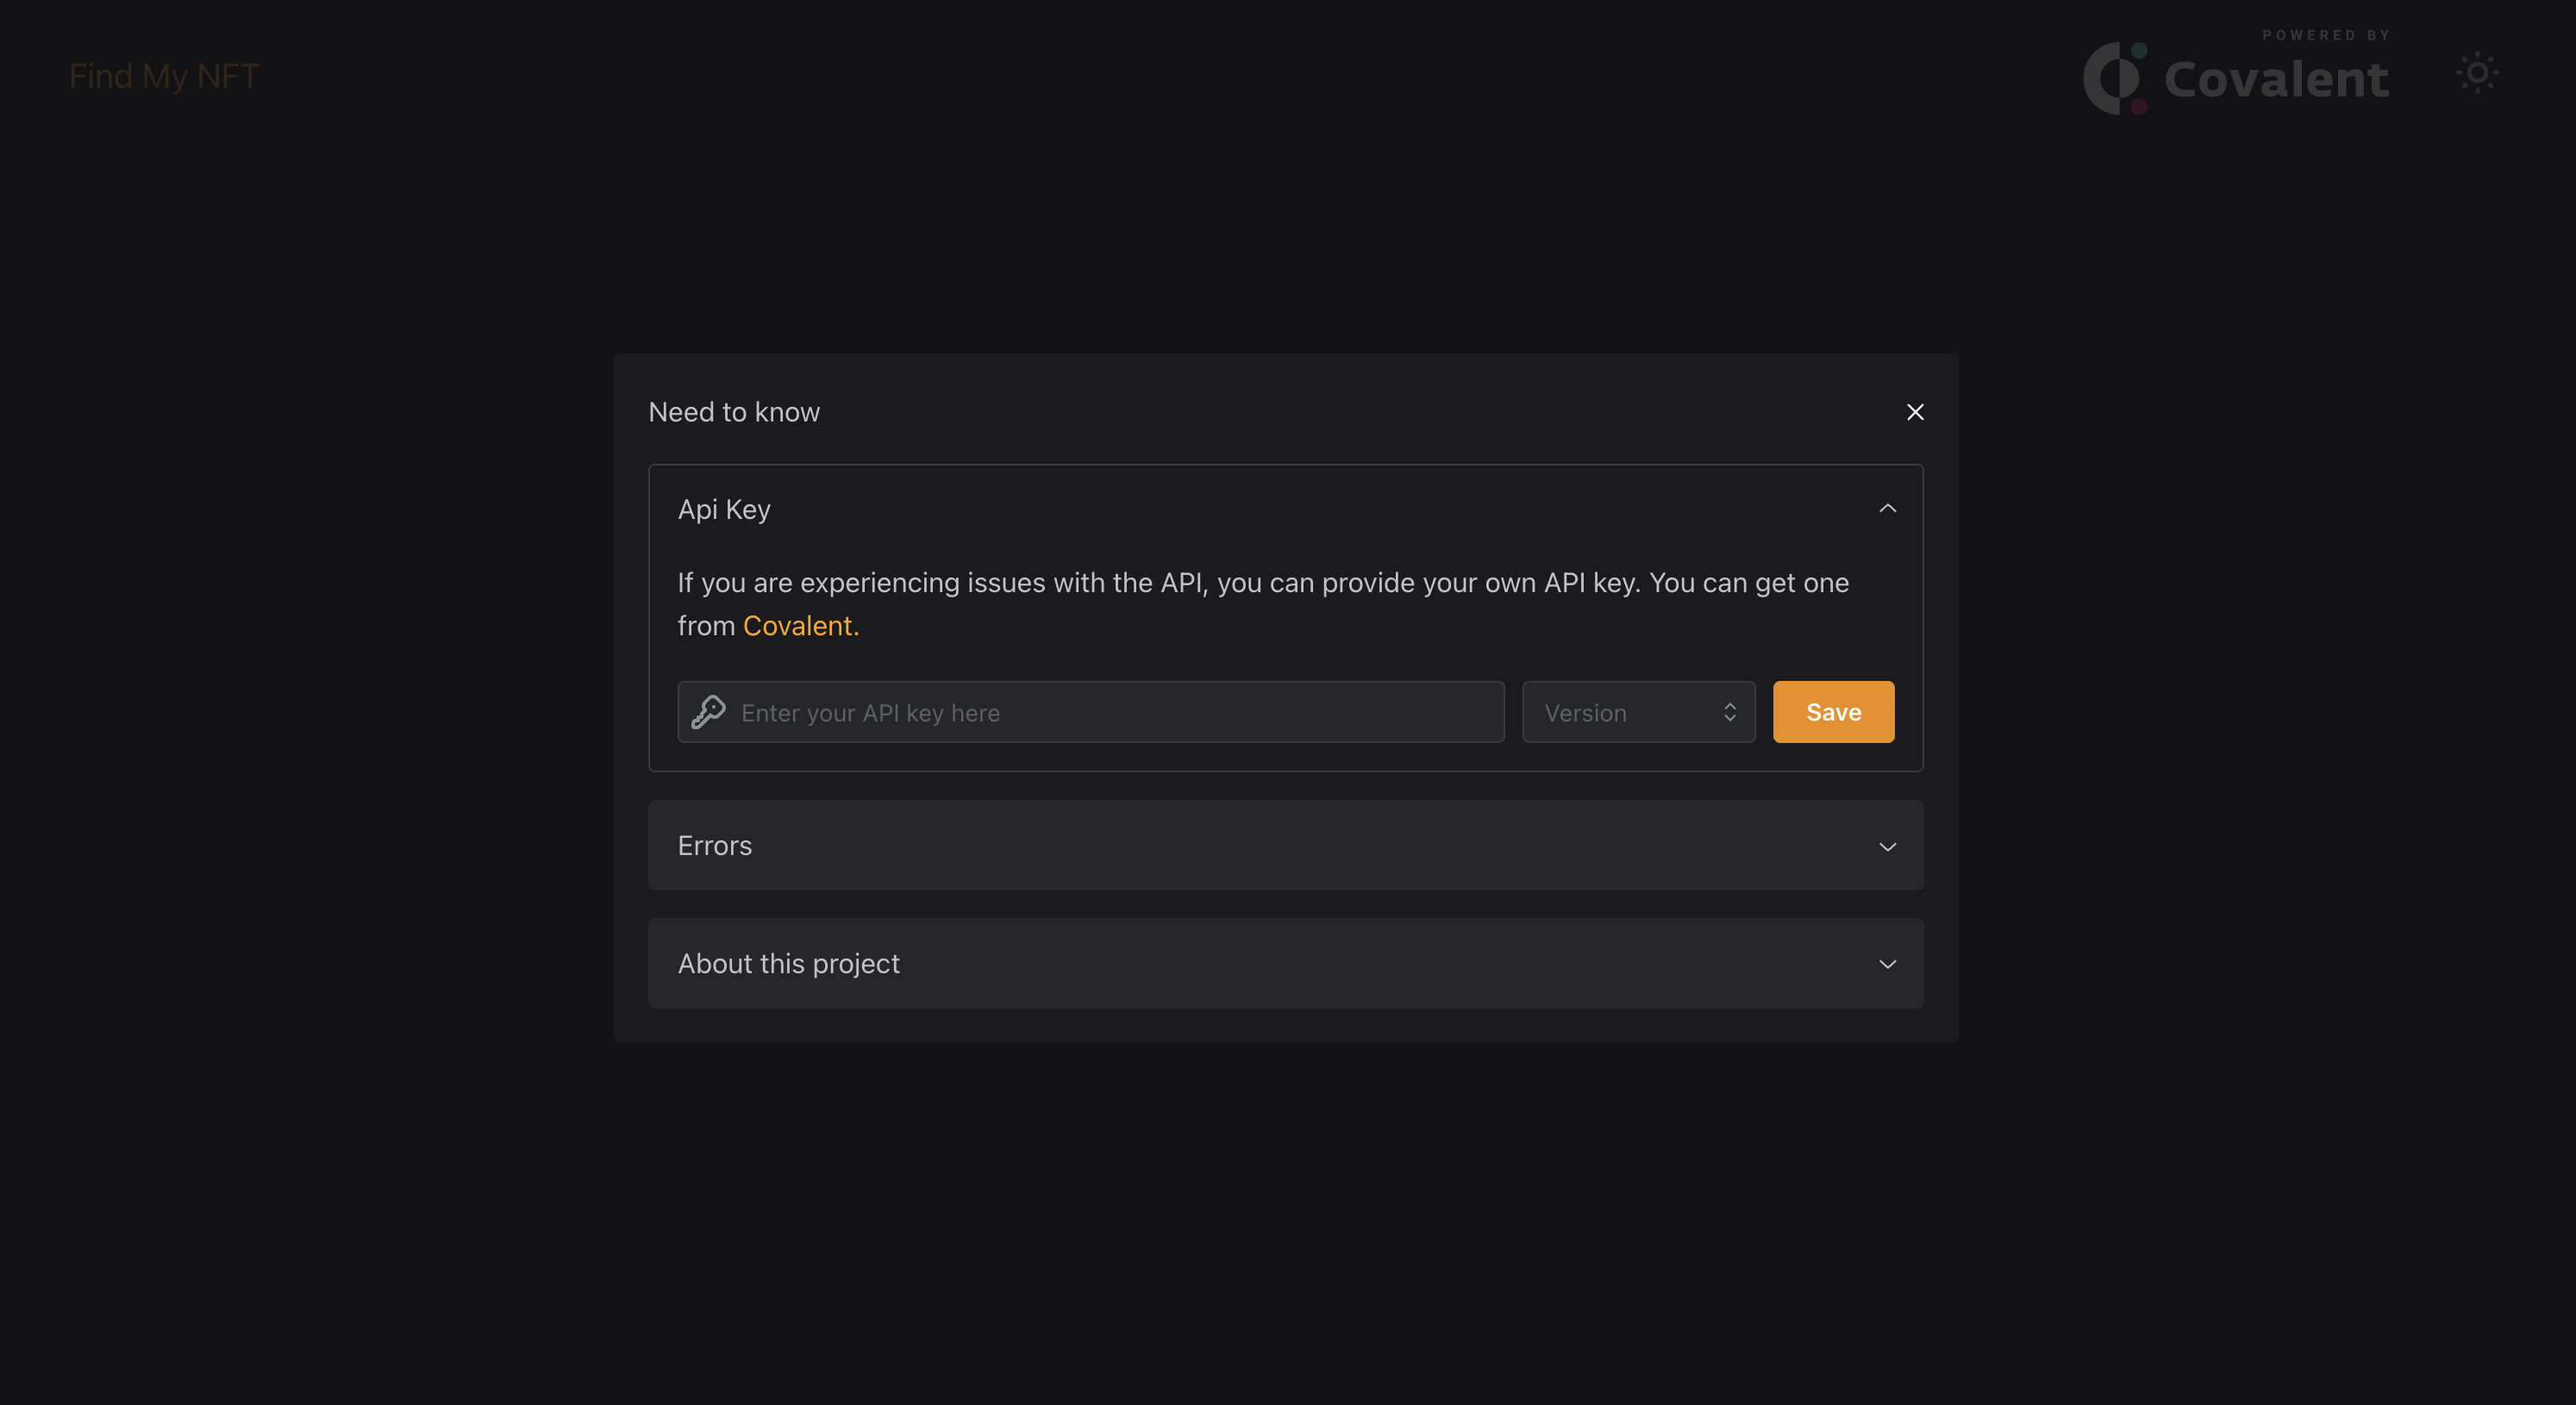 Find My NFT
POWERED BY
Covalent
Need to know
Api Key
If you are experiencing issues with the API, you can provide your own API key. You can get one
from Covalent.
Enter your API key here
Version
Save
Errors
About this project